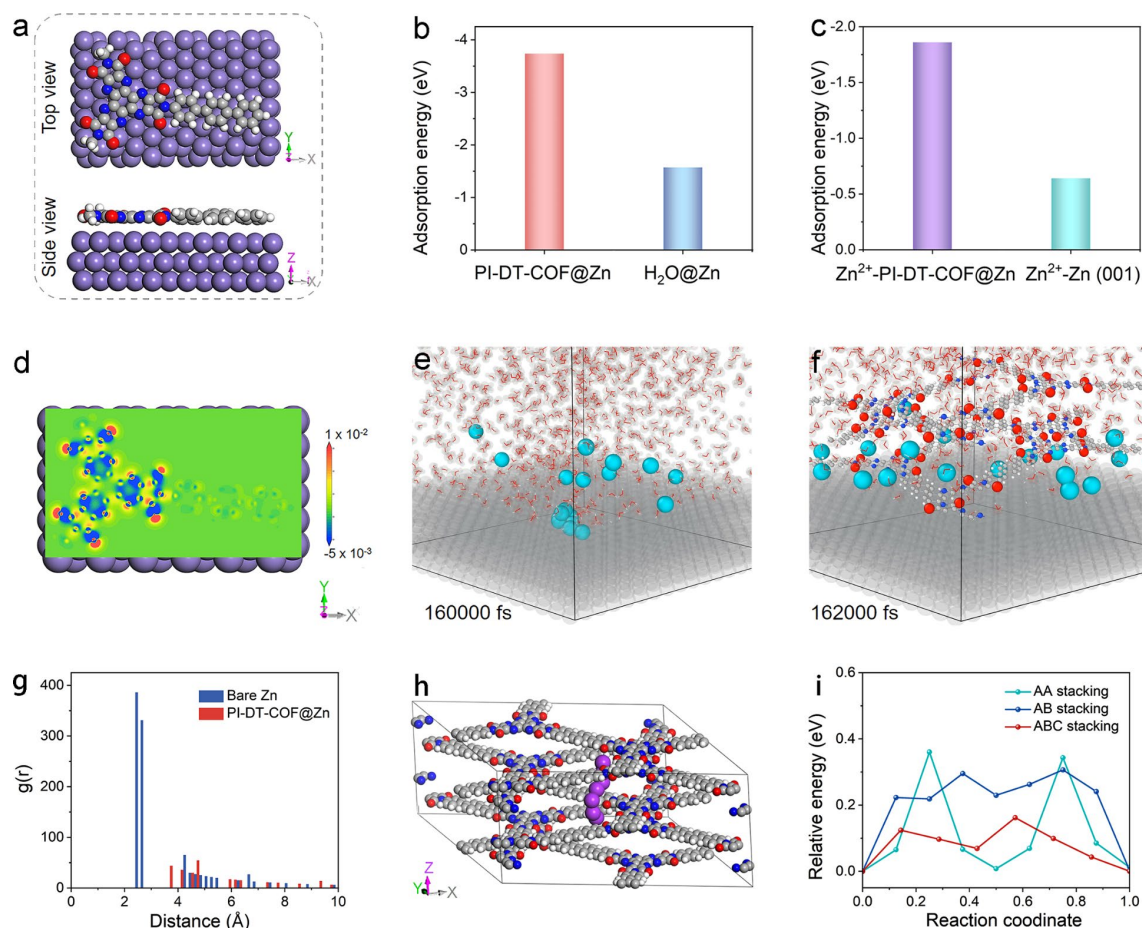 a
Top view
Y
Z
X
Side view
Z
Y
X
b
Adsorption energy (eV)
-4
-3
-2
-1
0
PI-DT-COF@Zn
H₂O@Zn
c
Adsorption energy (eV)
-2.0
-1.5
-1.0
-0.5
0.0
Zn²⁺-PI-DT-COF@Zn
Zn²⁺-Zn (001)
d
1 x 10⁻²
-5 x 10⁻³
Y
Z
X
e
160000 fs
f
162000 fs
g
g(r)
400
300
200
100
50
0
Bare Zn
PI-DT-COF@Zn
0
2
4
6
8
10
Distance (Å)
h
Z
Y
X
i
Relative energy (eV)
0.6
0.4
0.2
0.0
AA stacking
AB stacking
ABC stacking
0.0
0.2
0.4
0.6
0.8
1.0
Reaction coodinate